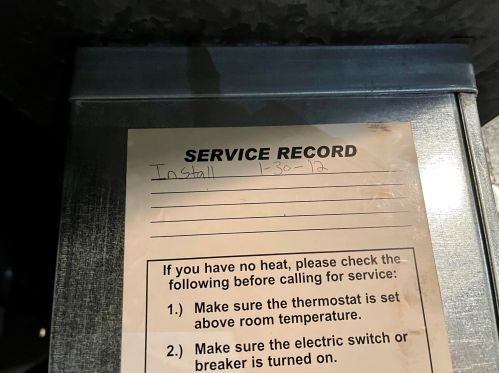 SERVICE RECORD
Install 1-30-12
If you have no heat, please check the
following before calling for service:
1.) Make sure the thermostat is set
above room temperature.
2.) Make sure the electric switch or
breaker is turned on.